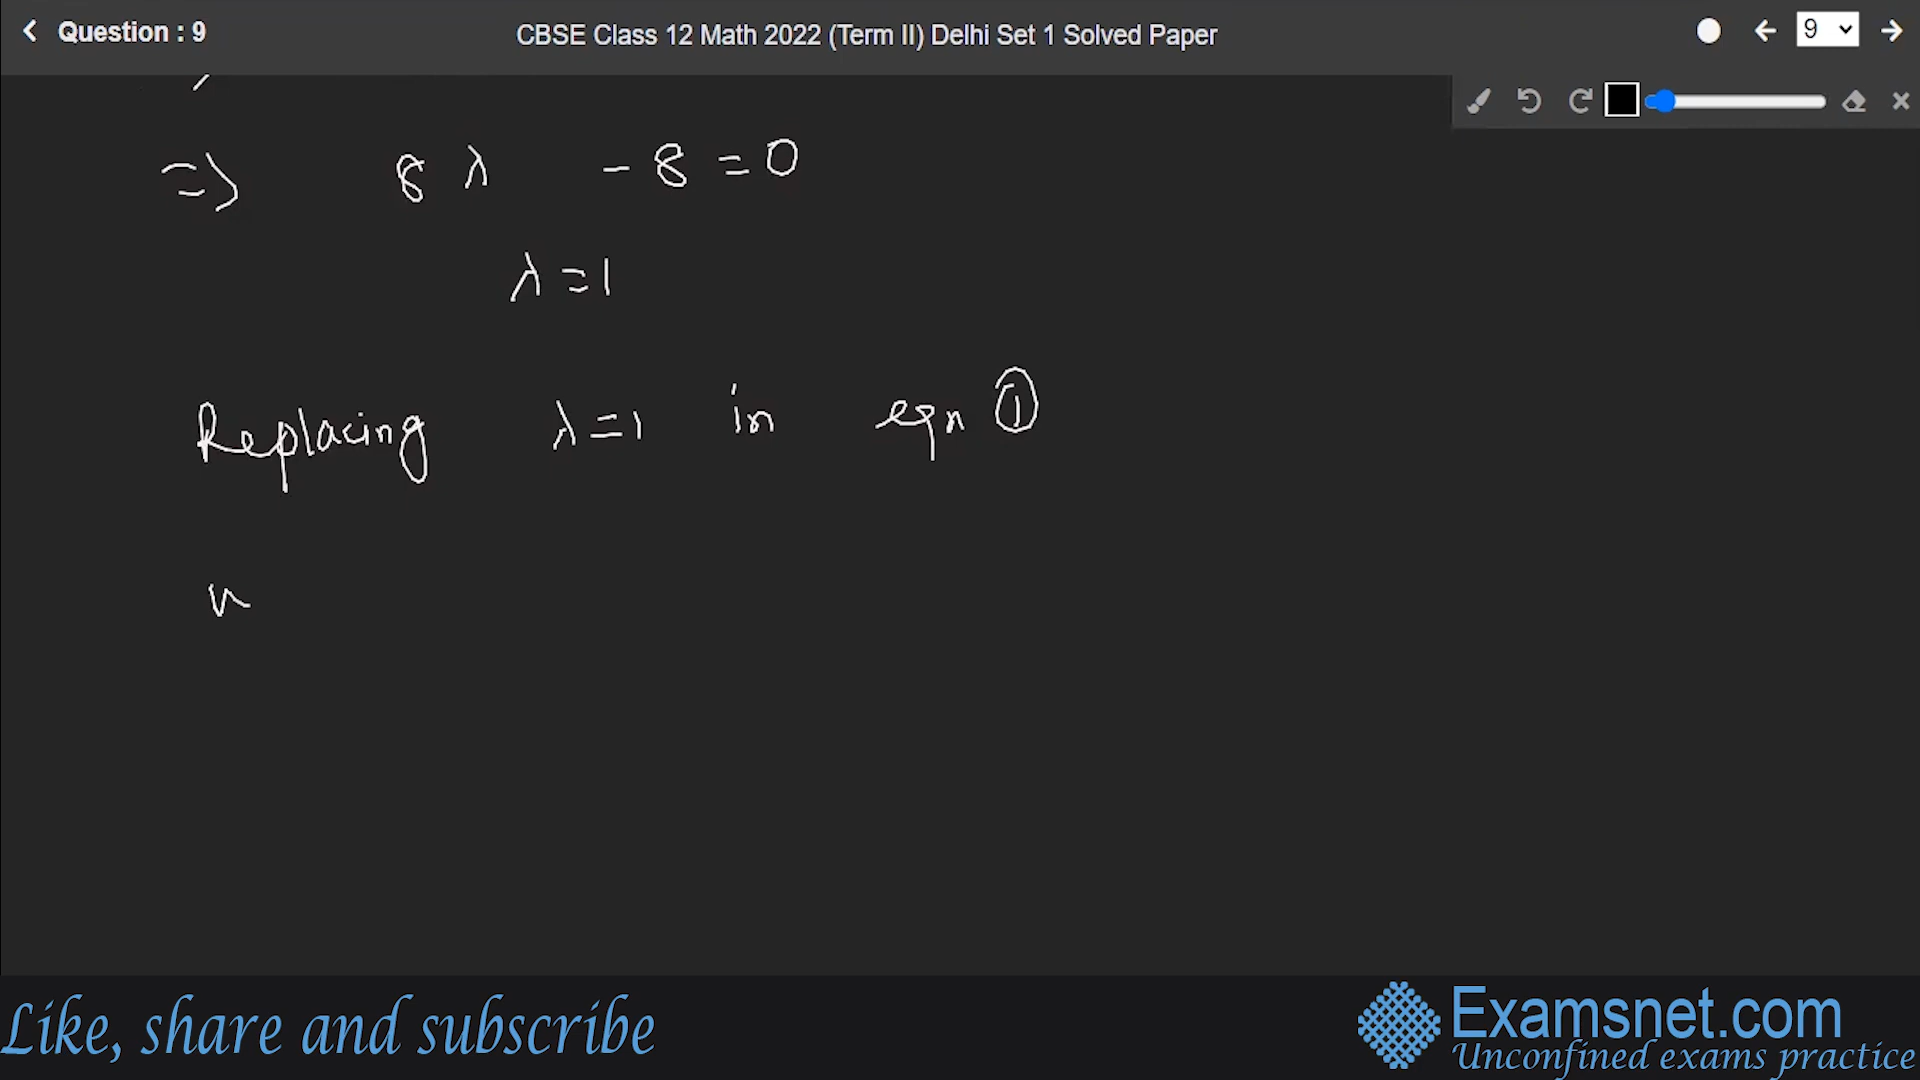 Question : 9
CBSE Class 12 Math 2022 (Term II) Delhi Set 1 Solved Paper
9
=> 8 λ - 8 = 0
λ = 1
Replacing λ = 1 in eqn ①
Like, share and subscribe
Examsnet.com
Unconfined exams practice